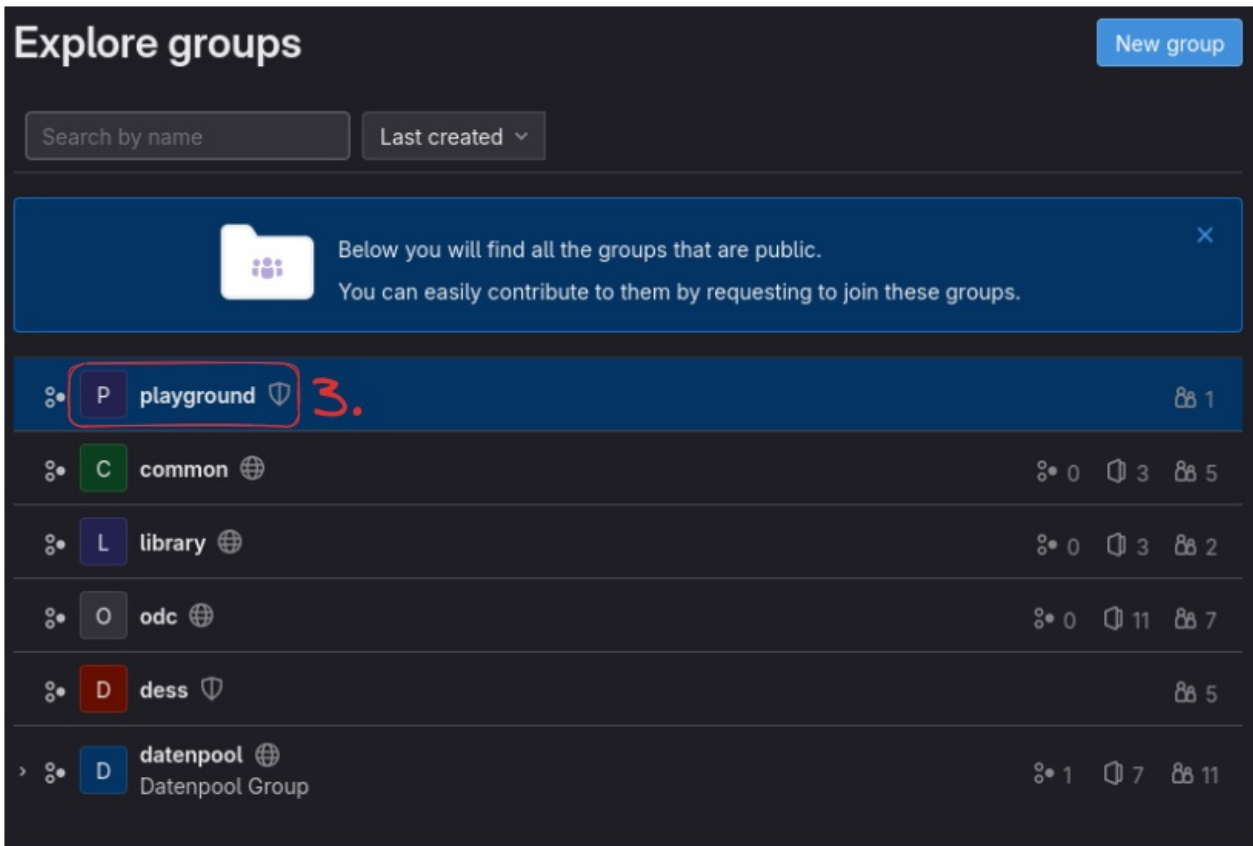 Explore groups
New group
Search by name
Last created
Below you will find all the groups that are public.
You can easily contribute to them by requesting to join these groups.
P playground 3. 1
C common 0 3 5
L library 0 3 2
O odc 0 11 7
D dess 5
D datenpool 1 7 11
Datenpool Group